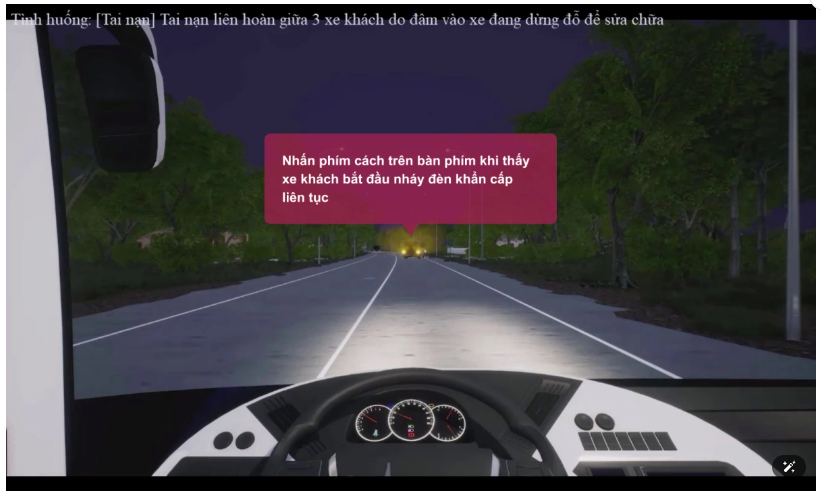 Tình huống: [Tai nạn] Tai nạn liên hoàn giữa 3 xe khách do đâm vào xe đang dừng đỗ để sửa chữa
Nhấn phím cách trên bàn phím khi thấy
xe khách bắt đầu nháy đèn khẩn cấp
liên tục